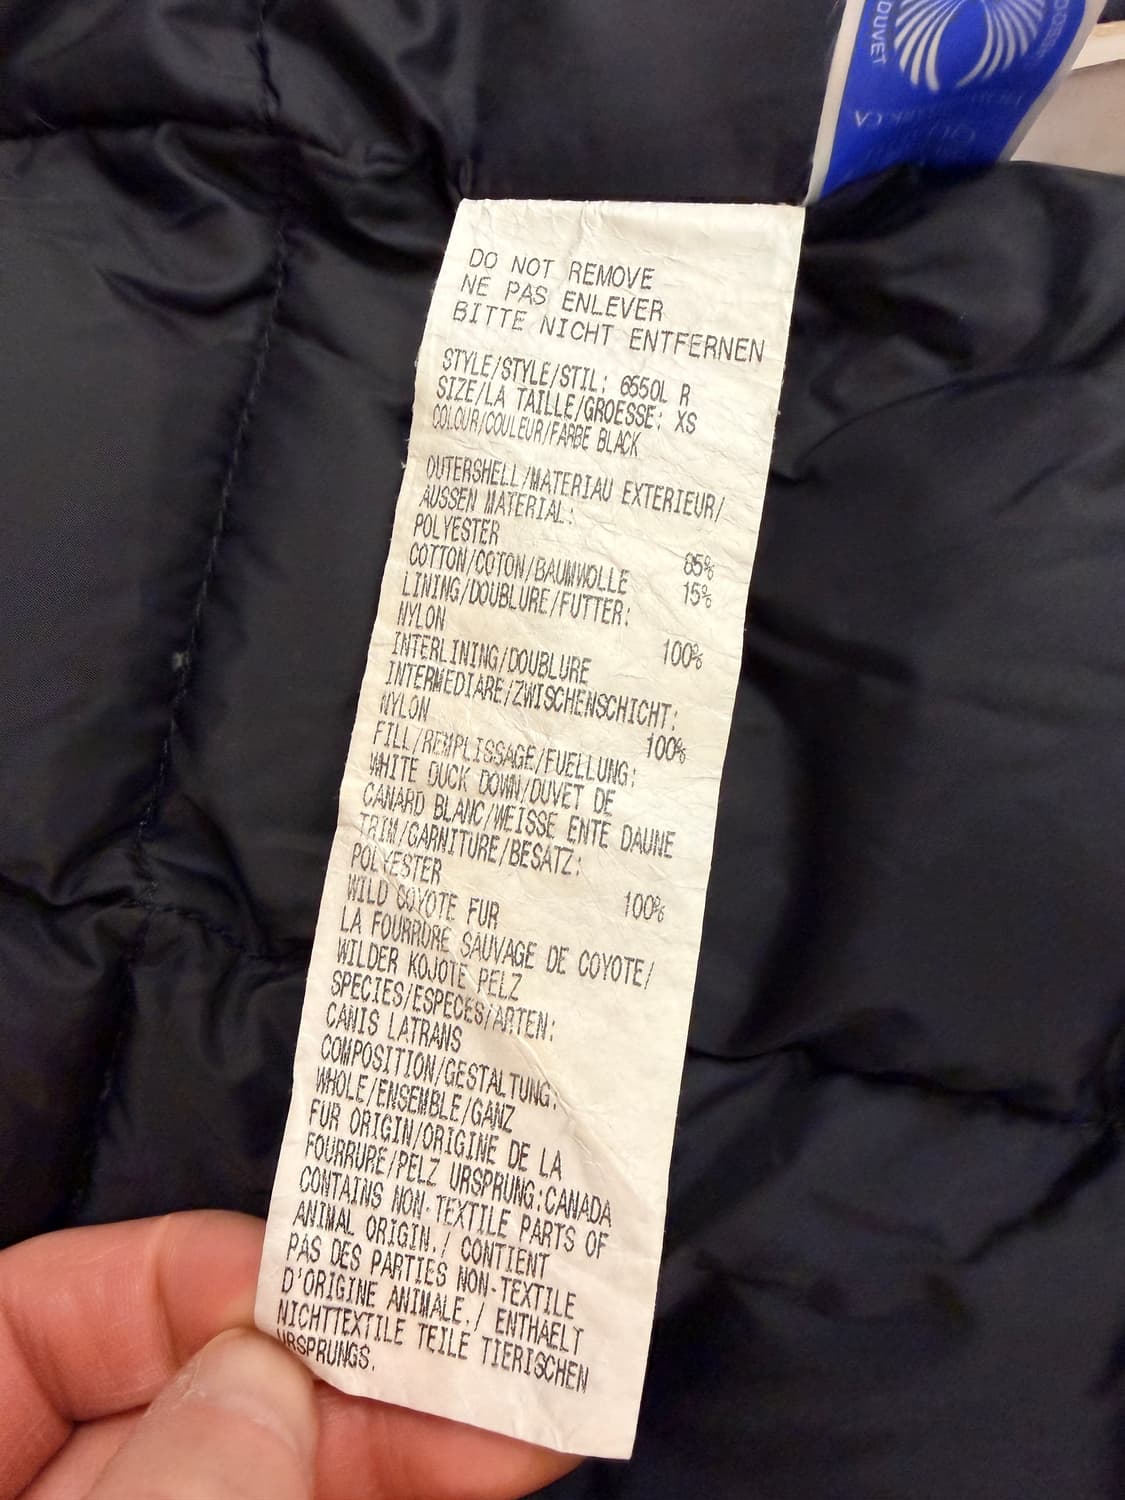 DUVET
DO NOT REMOVE
NE PAS ENLEVER
BITTE NICHT ENTFERNEN
STYLE/STYLE/STIL: 6550L R
SIZE/LA TAILLE/GROESSE: XS
COLOUR/COULEUR/FARBE BLACK
OUTERSHELL/MATERIAU EXTERIEUR/
AUSSEN MATERIAL:
POLYESTER 85%
COTTON/COTON/BAUMWOLLE 15%
LINING/DOUBLURE/FUTTER:
NYLON 100%
INTERLINING/DOUBLURE
INTERMEDIARE/ZWISCHENSCHICHT:
NYLON 100%
FILL/REMPLISSAGE/FUELLUNG:
WHITE DUCK DOWN/DUVET DE
CANARD BLANC/WEISSE ENTE DAUNE
TRIM/GARNITURE/BESATZ:
POLYESTER 100%
WILD COYOTE FUR
LA FOURRURE SAUVAGE DE COYOTE/
WILDER KOJOTE PELZ
SPECIES/ESPECES/ARTEN:
CANIS LATRANS
COMPOSITION/GESTALTUNG:
WHOLE/ENSEMBLE/GANZ
FUR ORIGIN/ORIGINE DE LA
FOURRURE/PELZ URSPRUNG:CANADA
CONTAINS NON-TEXTILE PARTS OF
ANIMAL ORIGIN./ CONTIENT
PAS DES PARTIES NON-TEXTILE
D'ORIGINE ANIMALE./ ENTHAELT
NICHTTEXTILE TEILE TIERISCHEN
URSPRUNGS.